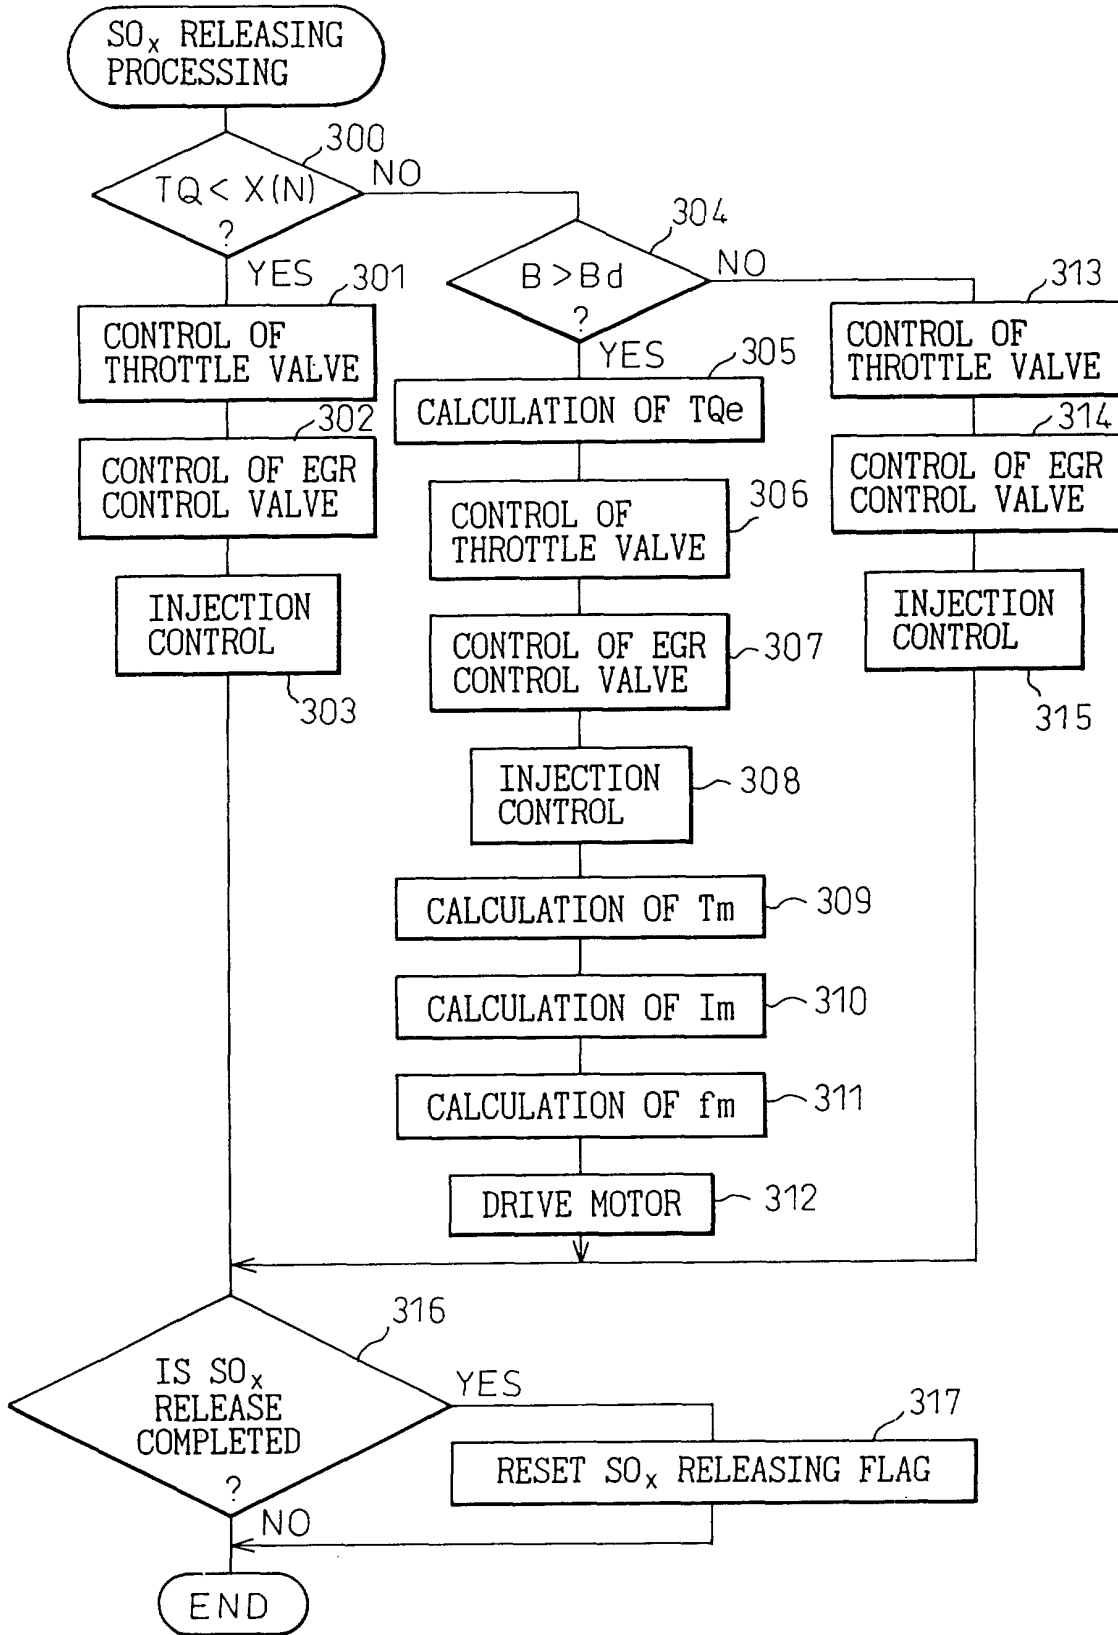 SOx RELEASING
PROCESSING
300
TQ < X(N)
?
NO
YES
304
B > Bd
?
NO
YES
301
CONTROL OF
THROTTLE VALVE
302
CONTROL OF EGR
CONTROL VALVE
INJECTION
CONTROL
303
305
CALCULATION OF TQe
306
CONTROL OF
THROTTLE VALVE
CONTROL OF EGR
CONTROL VALVE
307
INJECTION
CONTROL
308
CALCULATION OF Tm
309
CALCULATION OF Im
310
CALCULATION OF fm
311
DRIVE MOTOR
312
313
CONTROL OF
THROTTLE VALVE
314
CONTROL OF EGR
CONTROL VALVE
INJECTION
CONTROL
315
316
IS SOx
RELEASE
COMPLETED
?
YES
NO
317
RESET SOx RELEASING FLAG
END